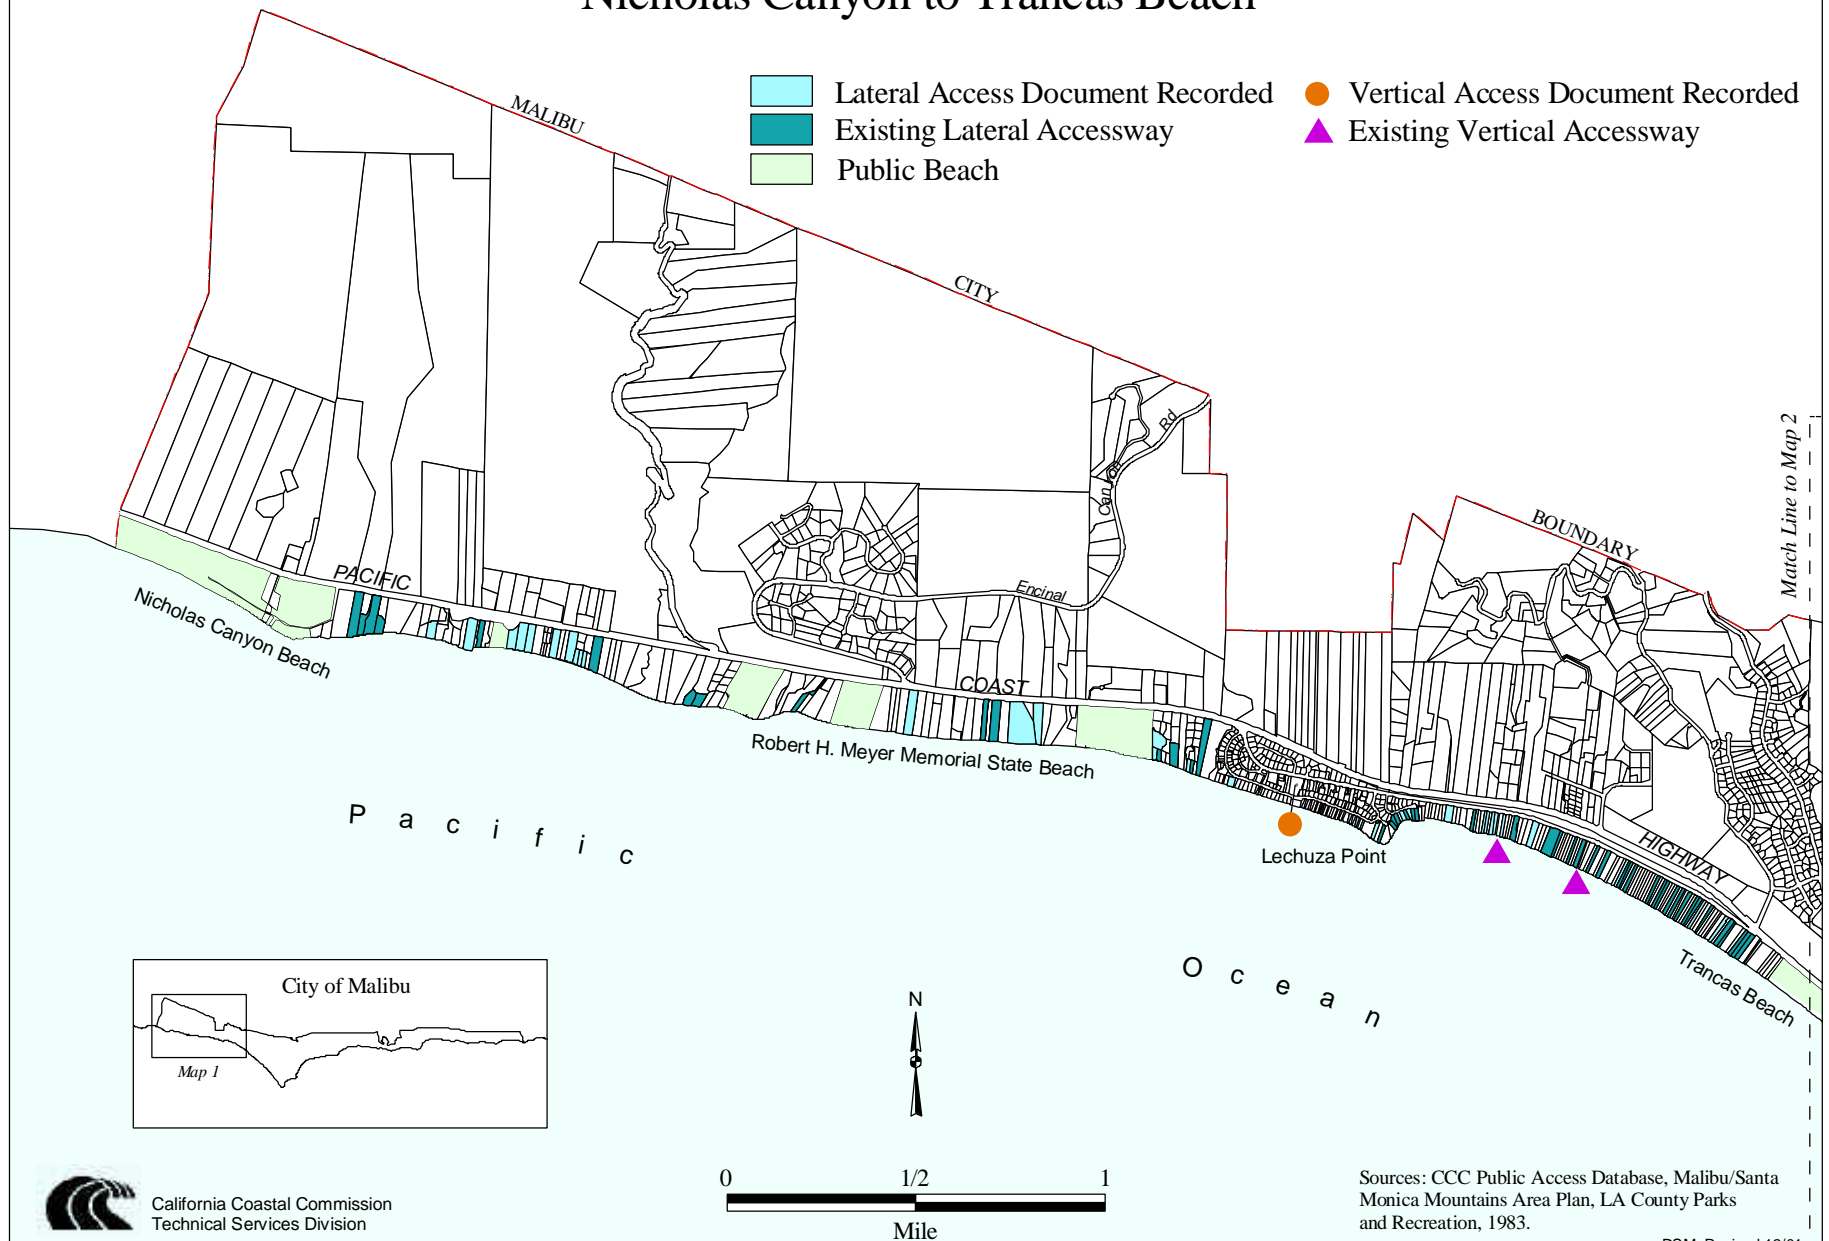 Nicholas Canyon to Trancas Beach
Lateral Access Document Recorded
Existing Lateral Accessway
Public Beach
Vertical Access Document Recorded
Existing Vertical Accessway
MALIBU
CITY
BOUNDARY
Match Line to Map 2
Can
Rd
Encinal
PACIFIC
COAST
HIGHWAY
Nicholas Canyon Beach
Robert H. Meyer Memorial State Beach
Lechuza Point
Trancas Beach
Pacific
Ocean
City of Malibu
Map 1
N
0 1/2 1
Mile
California Coastal Commission
Technical Services Division
Sources: CCC Public Access Database, Malibu/Santa
Monica Mountains Area Plan, LA County Parks
and Recreation, 1983.